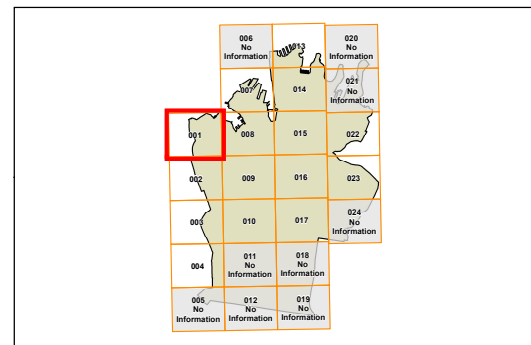 006
No
Information
013
020
No
Information
007
014
021
No
Information
001
008
015
022
002
009
016
023
003
010
017
024
No
Information
004
011
No
Information
018
No
Information
005
No
Information
012
No
Information
019
No
Information